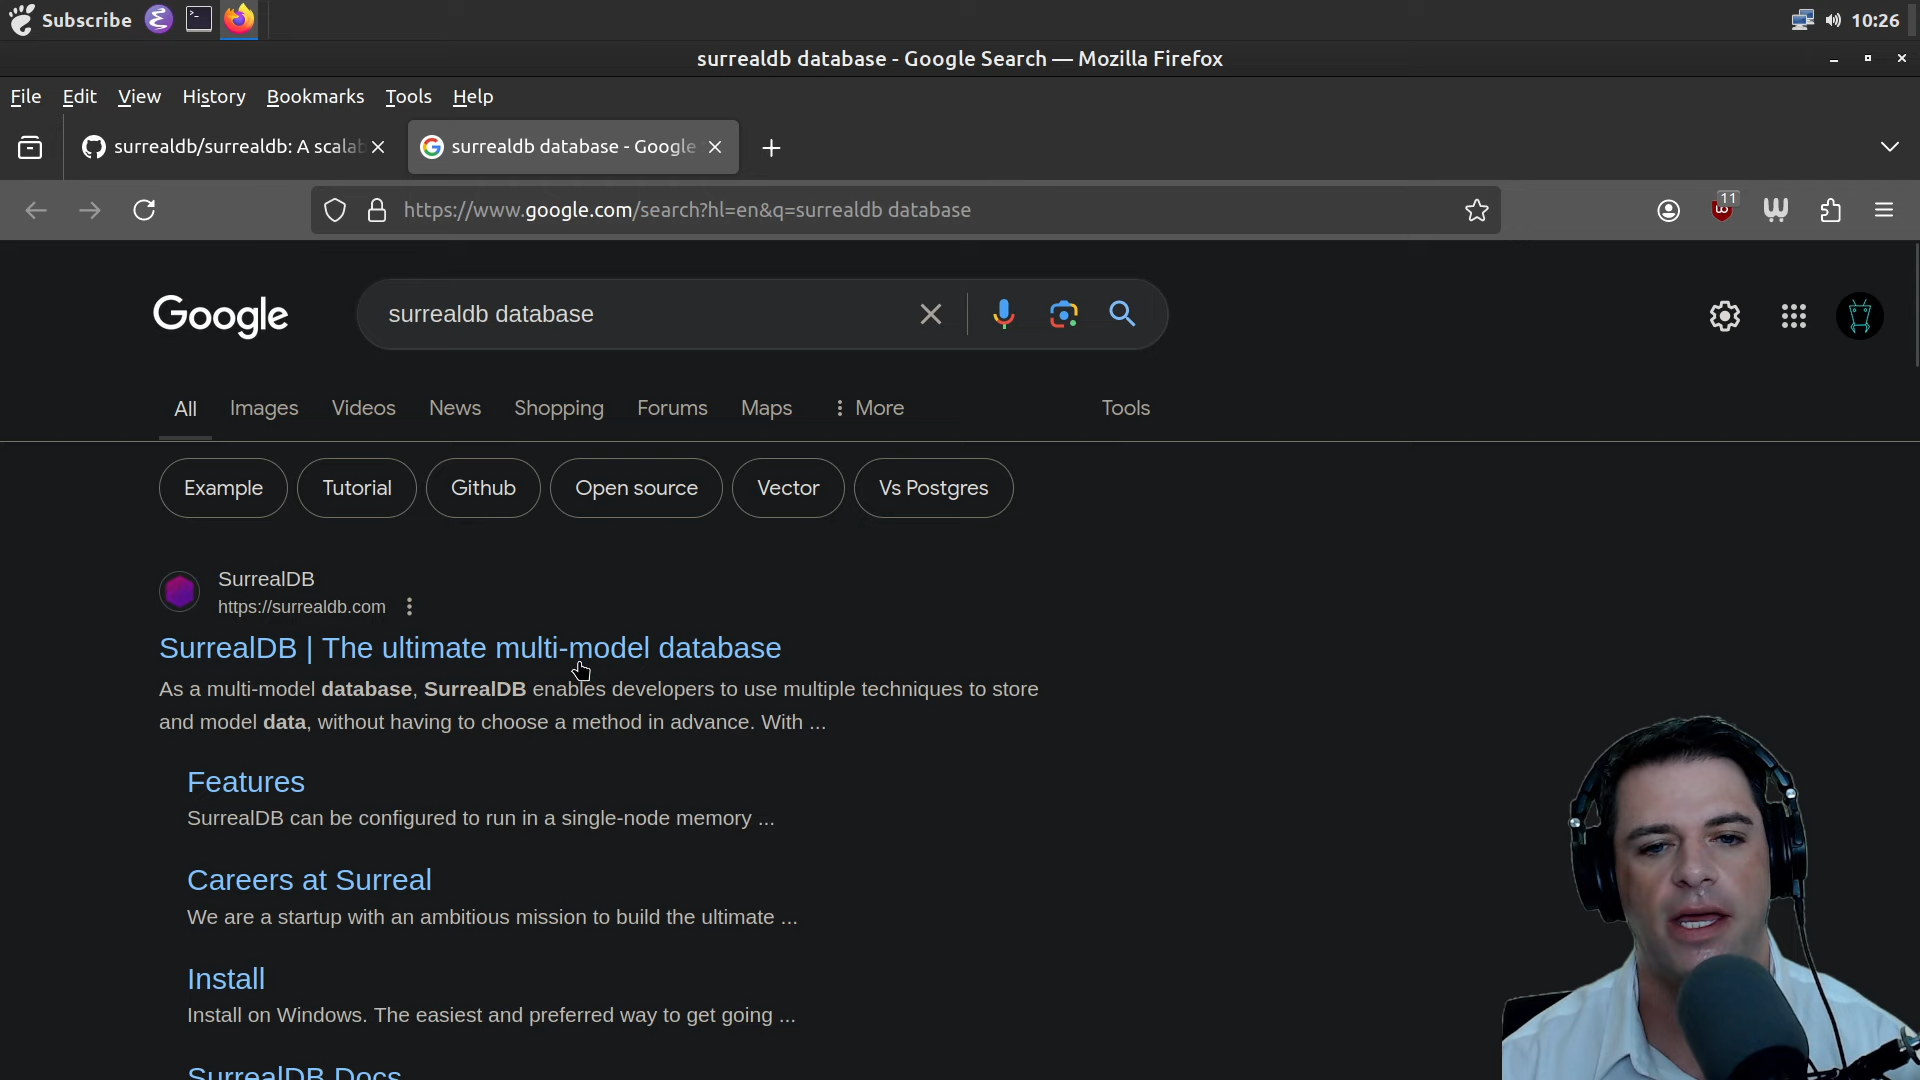 Subscribe
10:26
surrealdb database - Google Search — Mozilla Firefox
File Edit View History Bookmarks Tools Help
surrealdb/surrealdb: A scalab
surrealdb database - Google
https://www.google.com/search?hl=en&q=surrealdb database
11
Google
surrealdb database
All Images Videos News Shopping Forums Maps More Tools
Example Tutorial Github Open source Vector Vs Postgres
SurrealDB
https://surrealdb.com
SurrealDB | The ultimate multi-model database
As a multi-model database, SurrealDB enables developers to use multiple techniques to store
and model data, without having to choose a method in advance. With ...
Features
SurrealDB can be configured to run in a single-node memory ...
Careers at Surreal
We are a startup with an ambitious mission to build the ultimate ...
Install
Install on Windows. The easiest and preferred way to get going ...
SurrealDB Docs